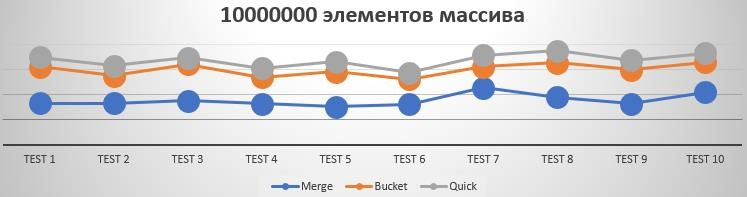 10000000 элементов массива
TEST 1 TEST 2 TEST 3 TEST 4 TEST 5 TEST 6 TEST 7 TEST 8 TEST 9 TEST 10
Merge Bucket Quick